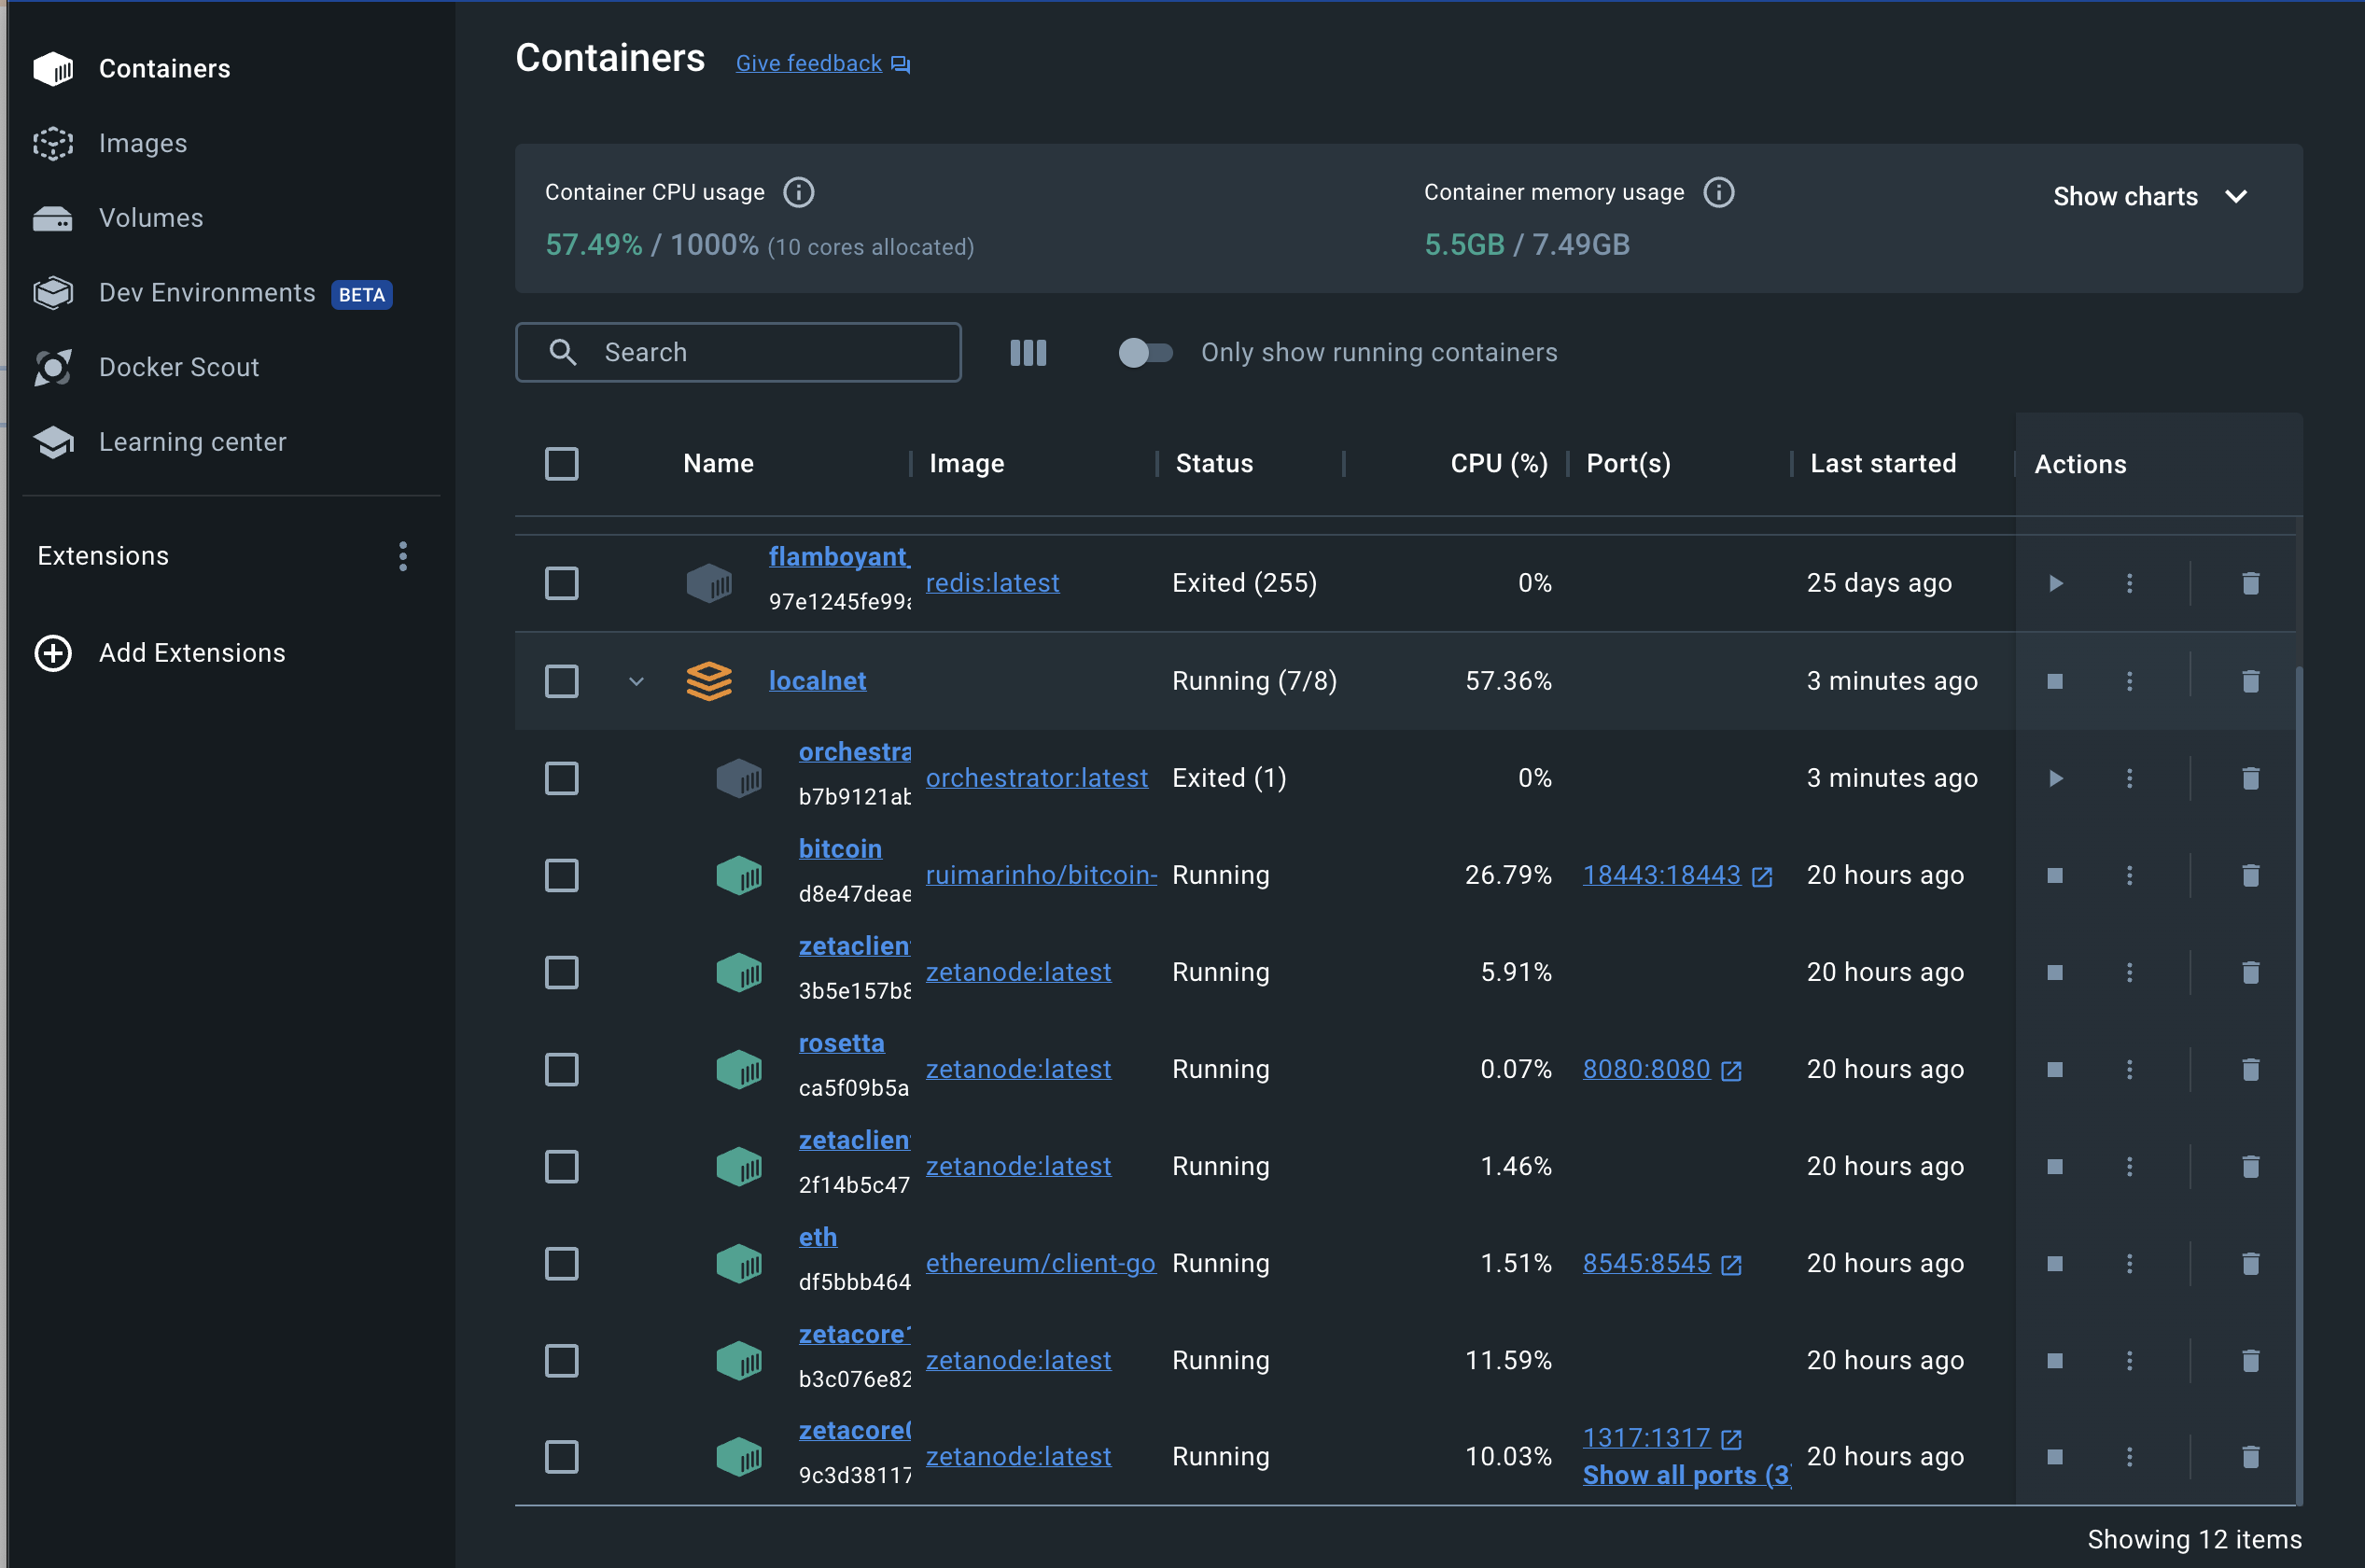 Containers
Images
Volumes
Dev Environments BETA
Docker Scout
Learning center
Extensions
Add Extensions
Containers Give feedback
Container CPU usage
57.49% / 1000% (10 cores allocated)
Container memory usage
5.5GB / 7.49GB
Show charts
Search
Only show running containers
Name Image Status CPU (%) Port(s) Last started Actions
flamboyant_
97e1245fe99a
redis:latest Exited (255) 0% 25 days ago
localnet Running (7/8) 57.36% 3 minutes ago
orchestra
b7b9121ab
orchestrator:latest Exited (1) 0% 3 minutes ago
bitcoin
d8e47deae
ruimarinho/bitcoin- Running 26.79% 18443:18443 20 hours ago
zetaclien
3b5e157b8
zetanode:latest Running 5.91% 20 hours ago
rosetta
ca5f09b5a
zetanode:latest Running 0.07% 8080:8080 20 hours ago
zetaclien
2f14b5c47
zetanode:latest Running 1.46% 20 hours ago
eth
df5bbb464
ethereum/client-go Running 1.51% 8545:8545 20 hours ago
zetacore1
b3c076e82
zetanode:latest Running 11.59% 20 hours ago
zetacore0
9c3d38117
zetanode:latest Running 10.03% 1317:1317 20 hours ago
Show all ports (3)
Showing 12 items